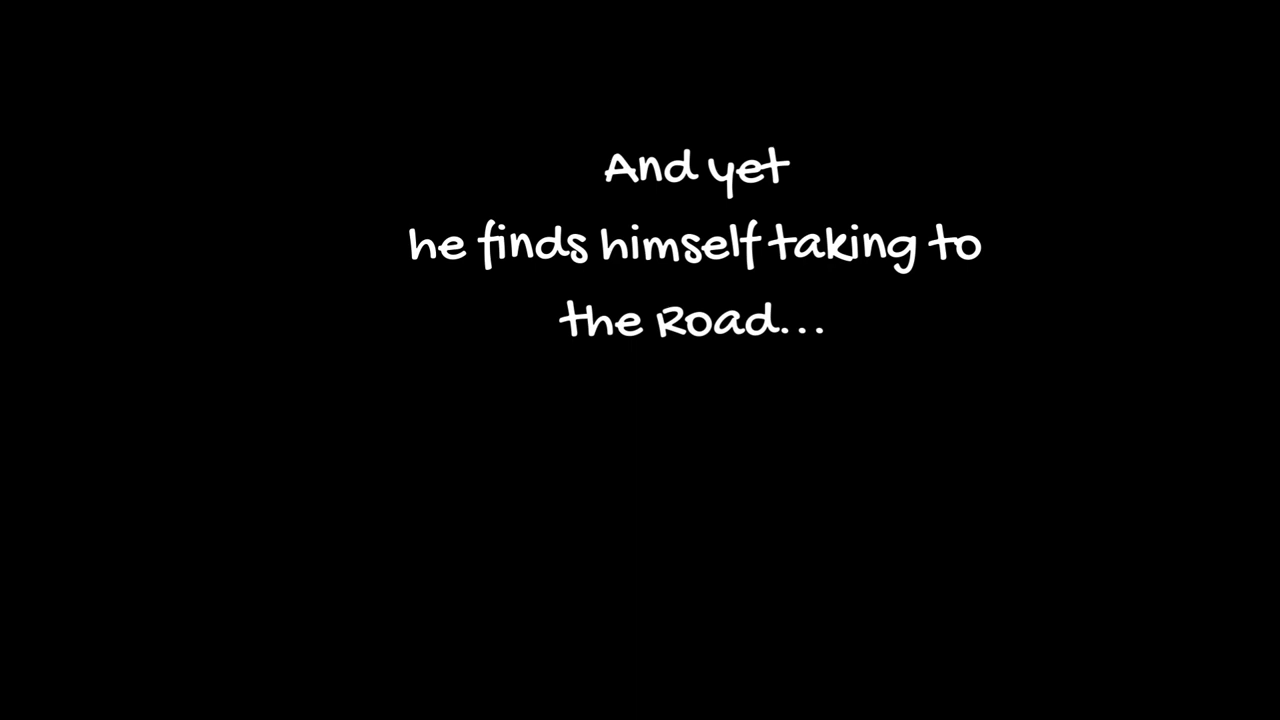 And yet
he finds himself taking to
the Road...